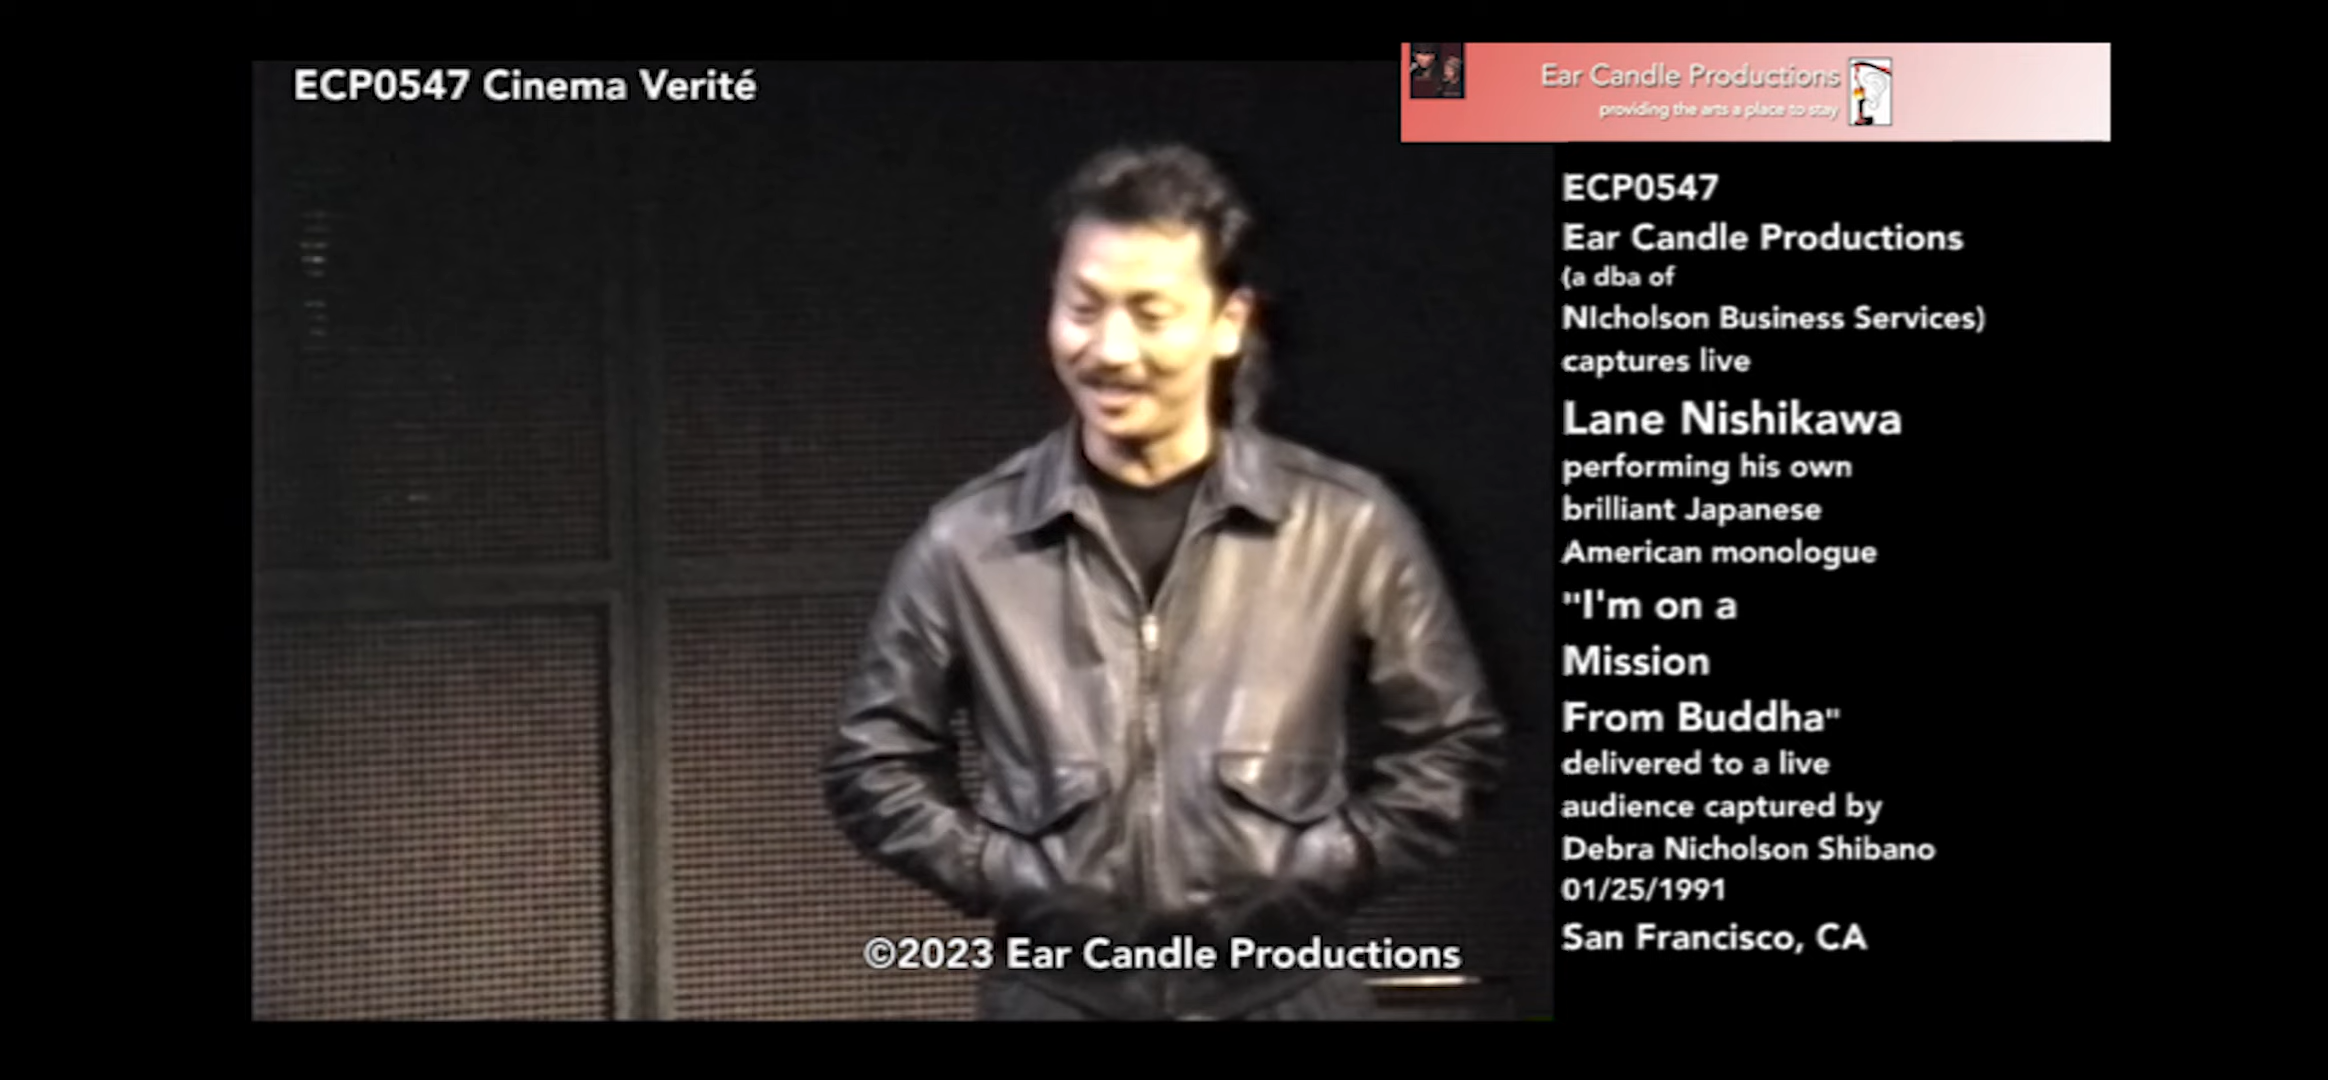 ECP0547 Cinema Verité
Ear Candle Productions
providing the arts a place to stay
ECP0547
Ear Candle Productions
(a dba of
NIcholson Business Services)
captures live
Lane Nishikawa
performing his own
brilliant Japanese
American monologue
"I'm on a
Mission
From Buddha"
delivered to a live
audience captured by
Debra Nicholson Shibano
01/25/1991
San Francisco, CA
©2023 Ear Candle Productions